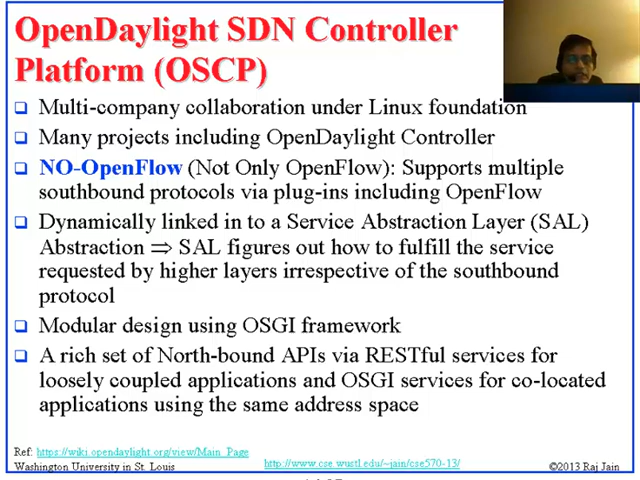 OpenDaylight SDN Controller
Platform (OSCP)
Multi-company collaboration under Linux foundation
Many projects including OpenDaylight Controller
NO-OpenFlow (Not Only OpenFlow): Supports multiple
southbound protocols via plug-ins including OpenFlow
Dynamically linked in to a Service Abstraction Layer (SAL)
Abstraction ⇒ SAL figures out how to fulfill the service
requested by higher layers irrespective of the southbound
protocol
Modular design using OSGI framework
A rich set of North-bound APIs via RESTful services for
loosely coupled applications and OSGI services for co-located
applications using the same address space
Ref: https://wiki.opendaylight.org/view/Main_Page
Washington University in St. Louis http://www.cse.wustl.edu/~jain/cse570-13/ ©2013 Raj Jain